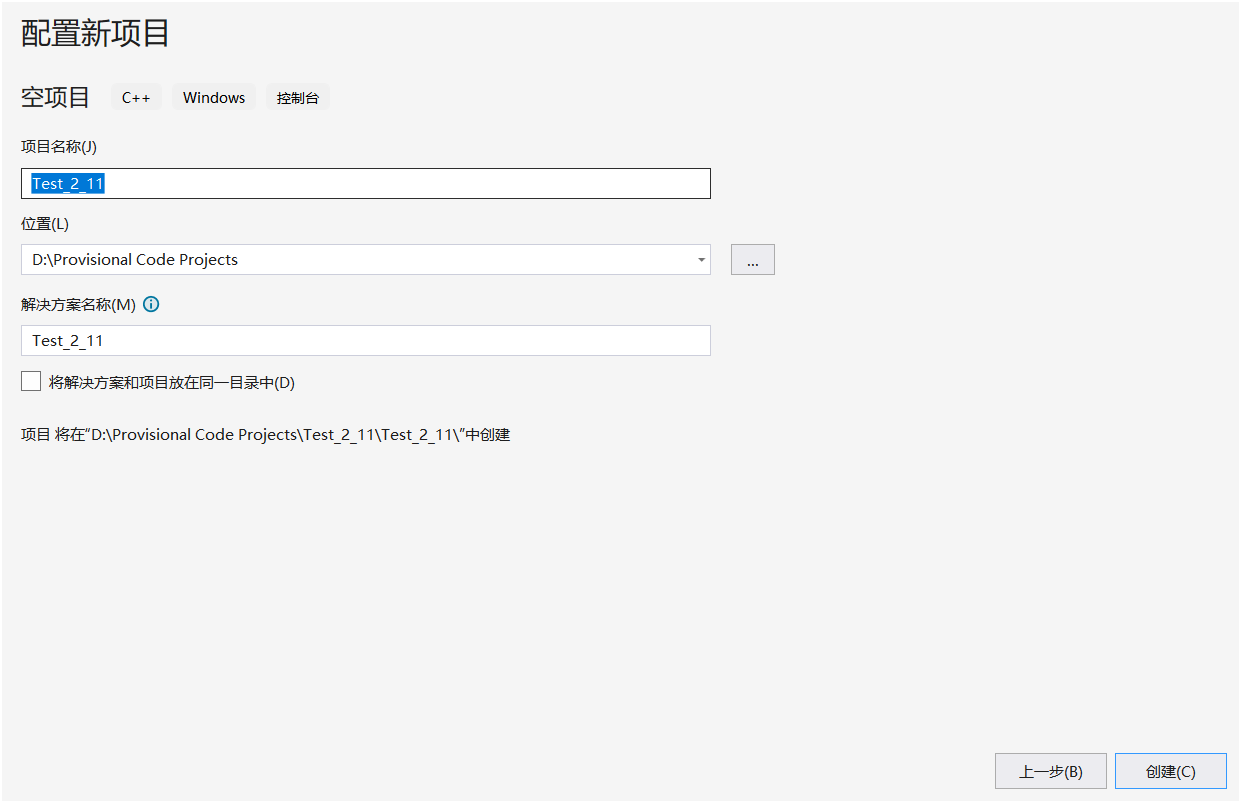 配置新项目
空项目 C++ Windows 控制台
项目名称(J)
Test_2_11
位置(L)
D:\Provisional Code Projects
...
解决方案名称(M)
Test_2_11
将解决方案和项目放在同一目录中(D)
项目 将在“D:\Provisional Code Projects\Test_2_11\Test_2_11\”中创建
上一步(B) 创建(C)